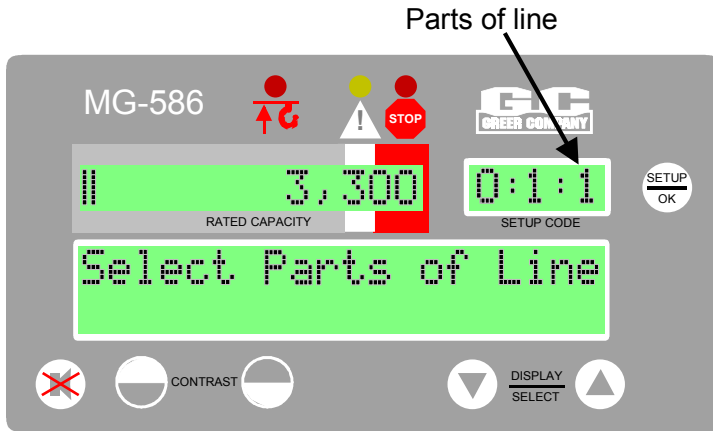 Parts of line
MG-586
!
STOP
GTC
GREER COMPANY
|| 3,300
0:1:1
SETUP
OK
RATED CAPACITY
SETUP CODE
Select Parts of Line
CONTRAST
DISPLAY
SELECT